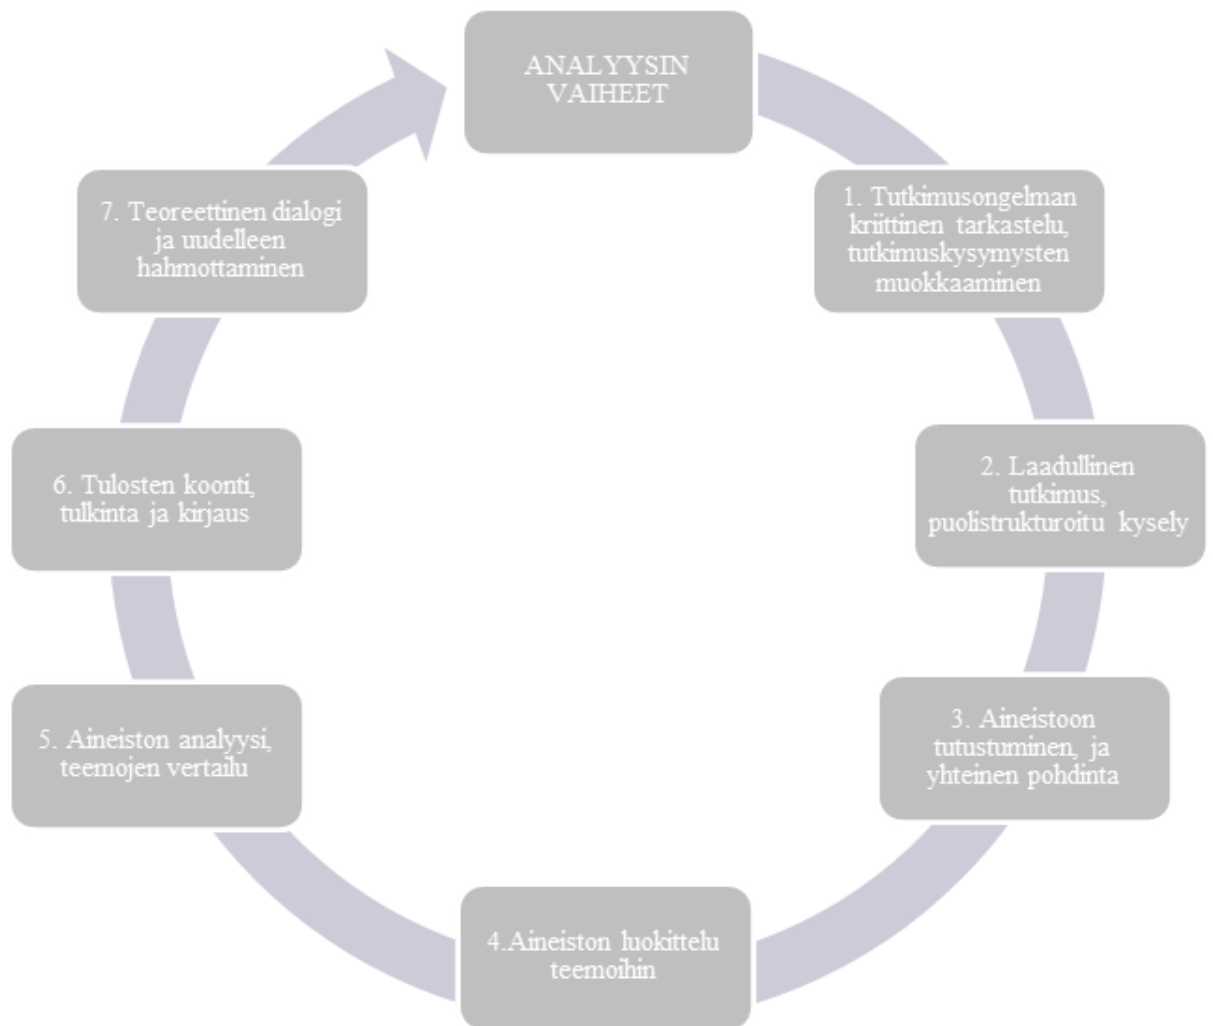 ANALYYSIN
VAIHEET
1. Tutkimusongelman
kriittinen tarkastelu,
tutkimuskysymysten
muokkaaminen
2. Laadullinen
tutkimus,
puolistrukturoitu kysely
3. Aineistoon
tutustuminen, ja
yhteinen pohdinta
4.Aineiston luokittelu
teemoihin
5. Aineiston analyysi,
teemojen vertailu
6. Tulosten koonti,
tulkinta ja kirjaus
7. Teoreettinen dialogi
ja uudelleen
hahmottaminen